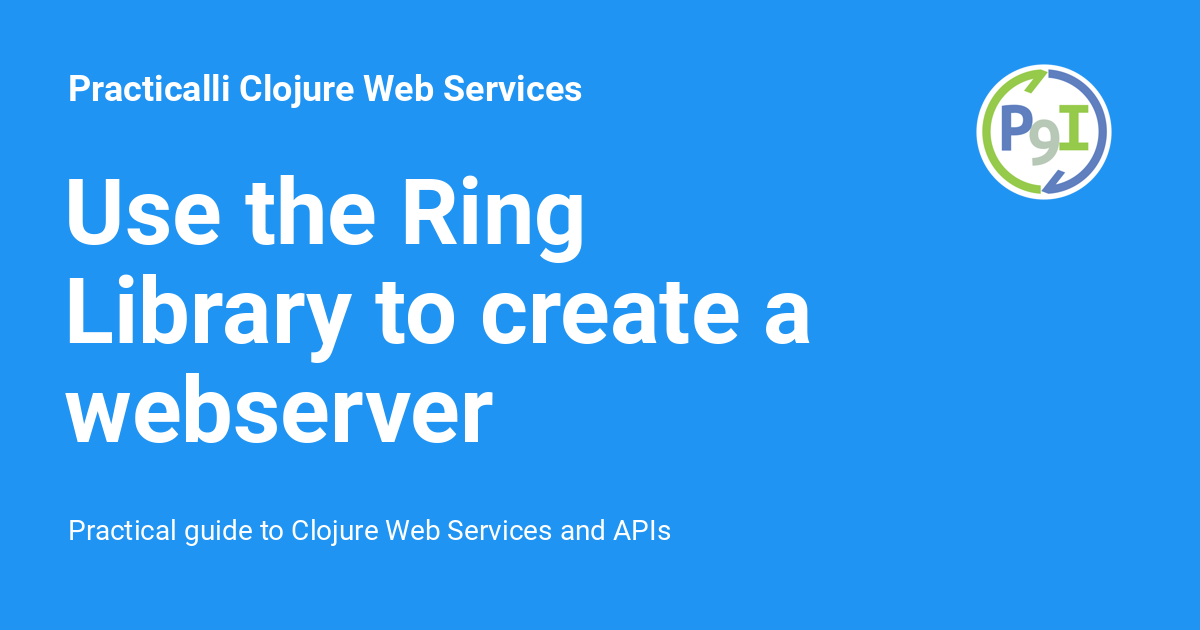 Practicalli Clojure Web Services
P9I
Use the Ring
Library to create a
webserver
Practical guide to Clojure Web Services and APIs